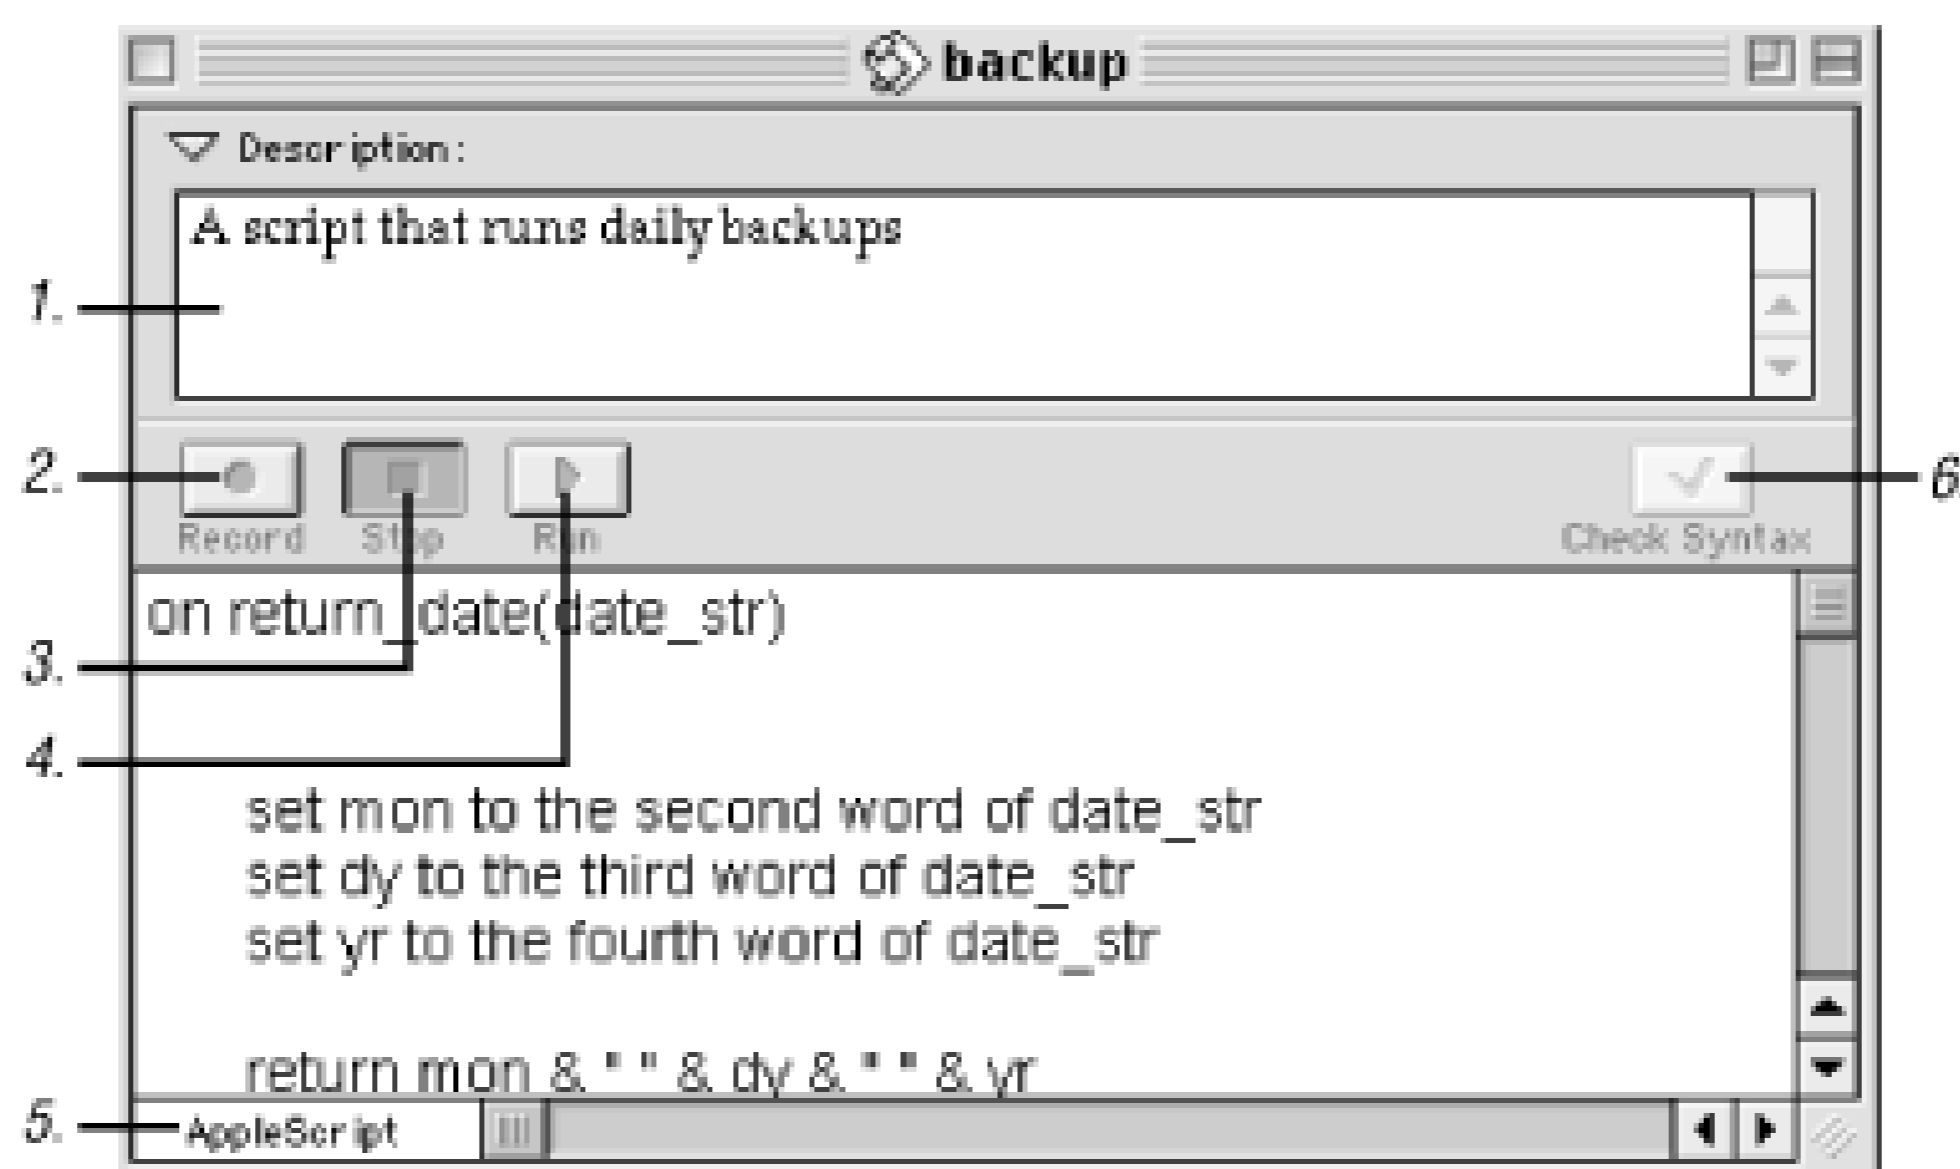 backup
Description:
A script that runs daily backups
1.
2.
6
Record Stop Run Check Syntax
on return_date(date_str)
3.
4.
set mon to the second word of date_str
set dy to the third word of date_str
set yr to the fourth word of date_str
return mon & " " & dy & " " & yr
5.
AppleScript